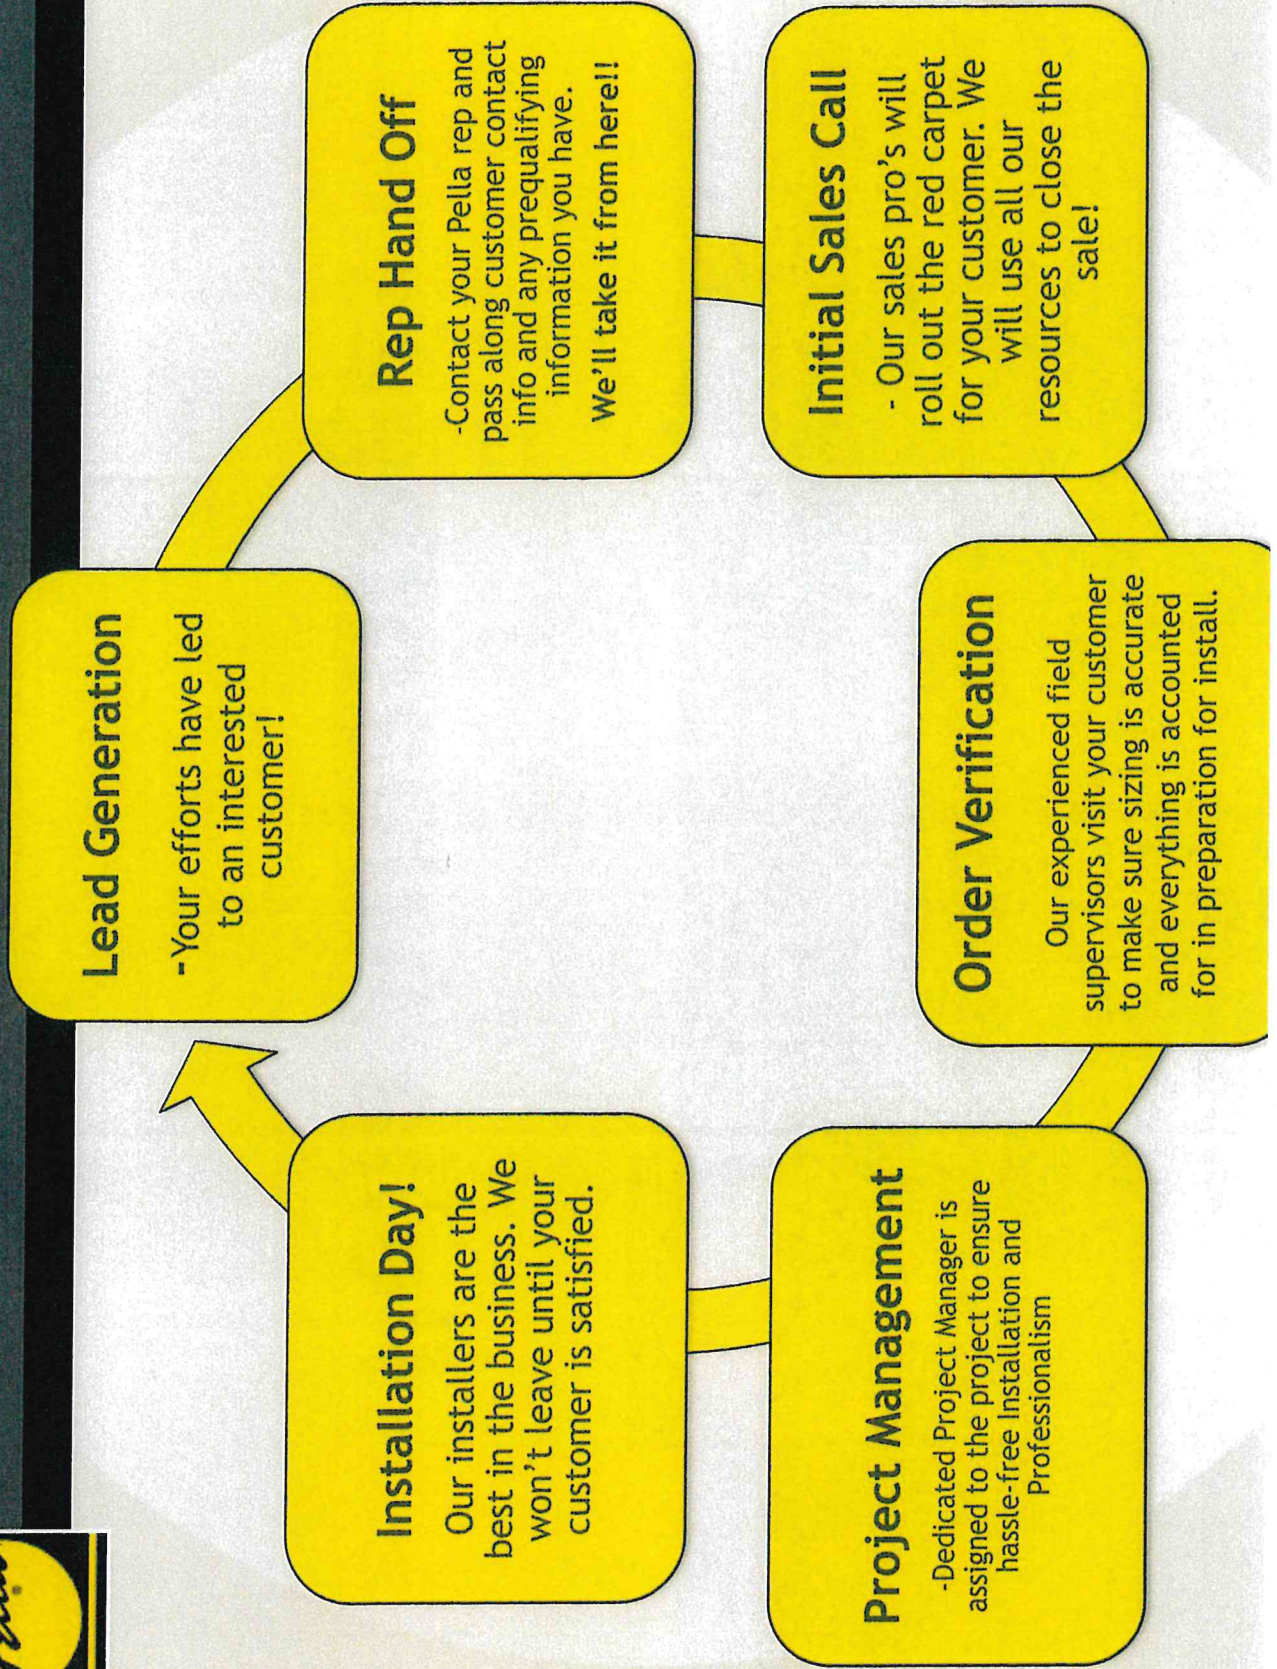 Lead Generation
-Your efforts have led
to an interested
customer!
Rep Hand Off
-Contact your Pella rep and
pass along customer contact
info and any prequalifying
information you have.
We'll take it from here!!
Initial Sales Call
- Our sales pro's will
roll out the red carpet
for your customer. We
will use all our
resources to close the
sale!
Order Verification
Our experienced field
supervisors visit your customer
to make sure sizing is accurate
and everything is accounted
for in preparation for install.
Project Management
-Dedicated Project Manager is
assigned to the project to ensure
hassle-free Installation and
Professionalism
Installation Day!
Our installers are the
best in the business. We
won't leave until your
customer is satisfied.